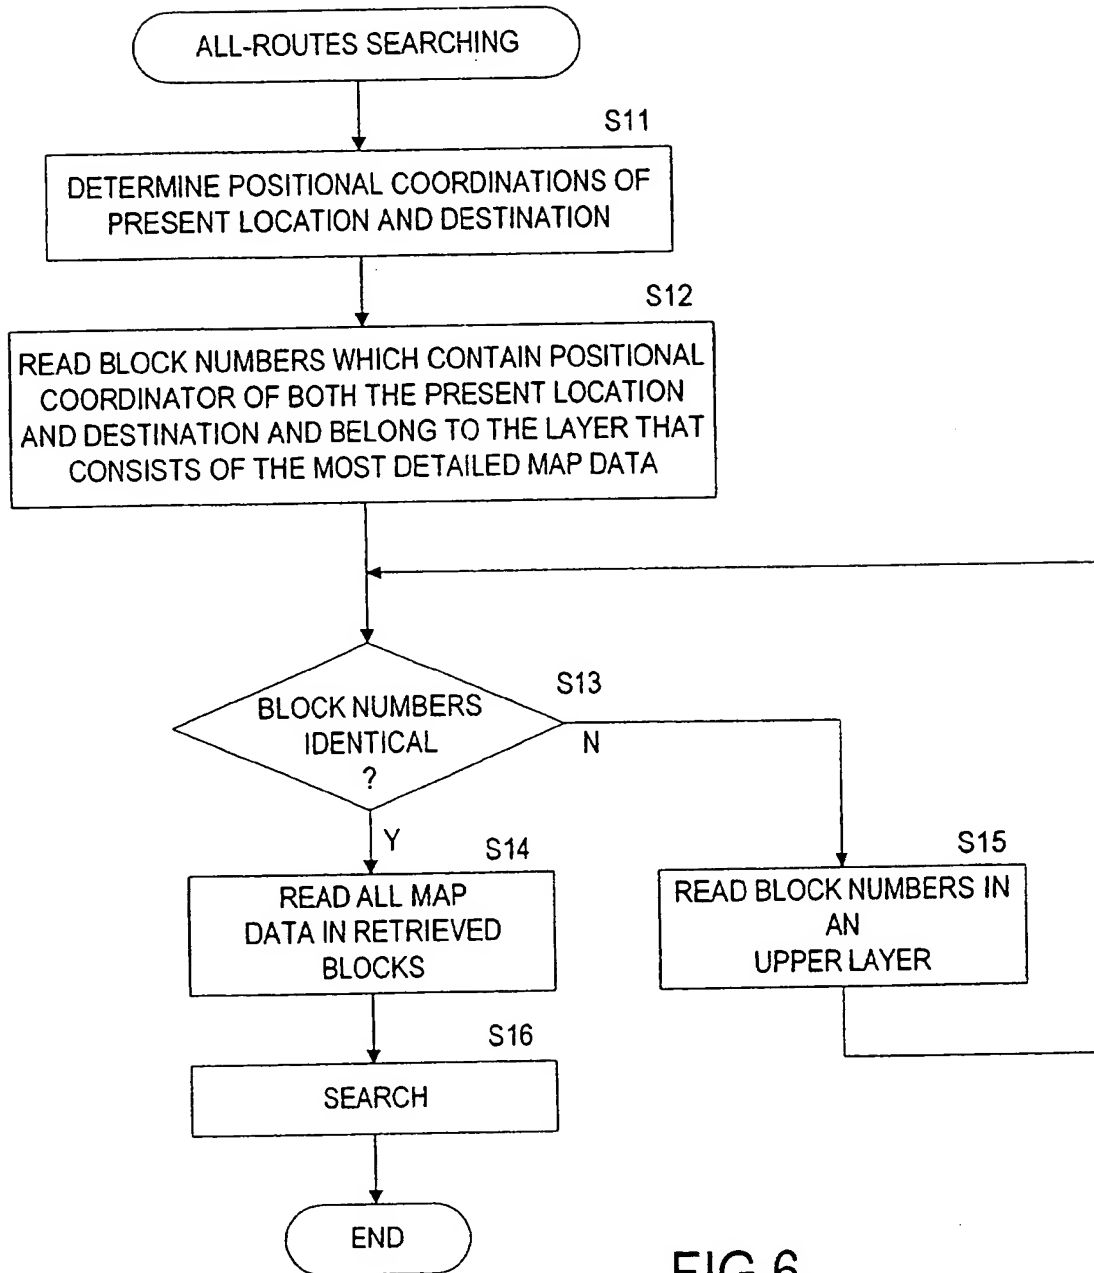 ALL-ROUTES SEARCHING
S11
DETERMINE POSITIONAL COORDINATIONS OF
PRESENT LOCATION AND DESTINATION
S12
READ BLOCK NUMBERS WHICH CONTAIN POSITIONAL
COORDINATOR OF BOTH THE PRESENT LOCATION
AND DESTINATION AND BELONG TO THE LAYER THAT
CONSISTS OF THE MOST DETAILED MAP DATA
S13
BLOCK NUMBERS
IDENTICAL
?
N
Y
S14
READ ALL MAP
DATA IN RETRIEVED
BLOCKS
S15
READ BLOCK NUMBERS IN
AN
UPPER LAYER
S16
SEARCH
END
FIG.6